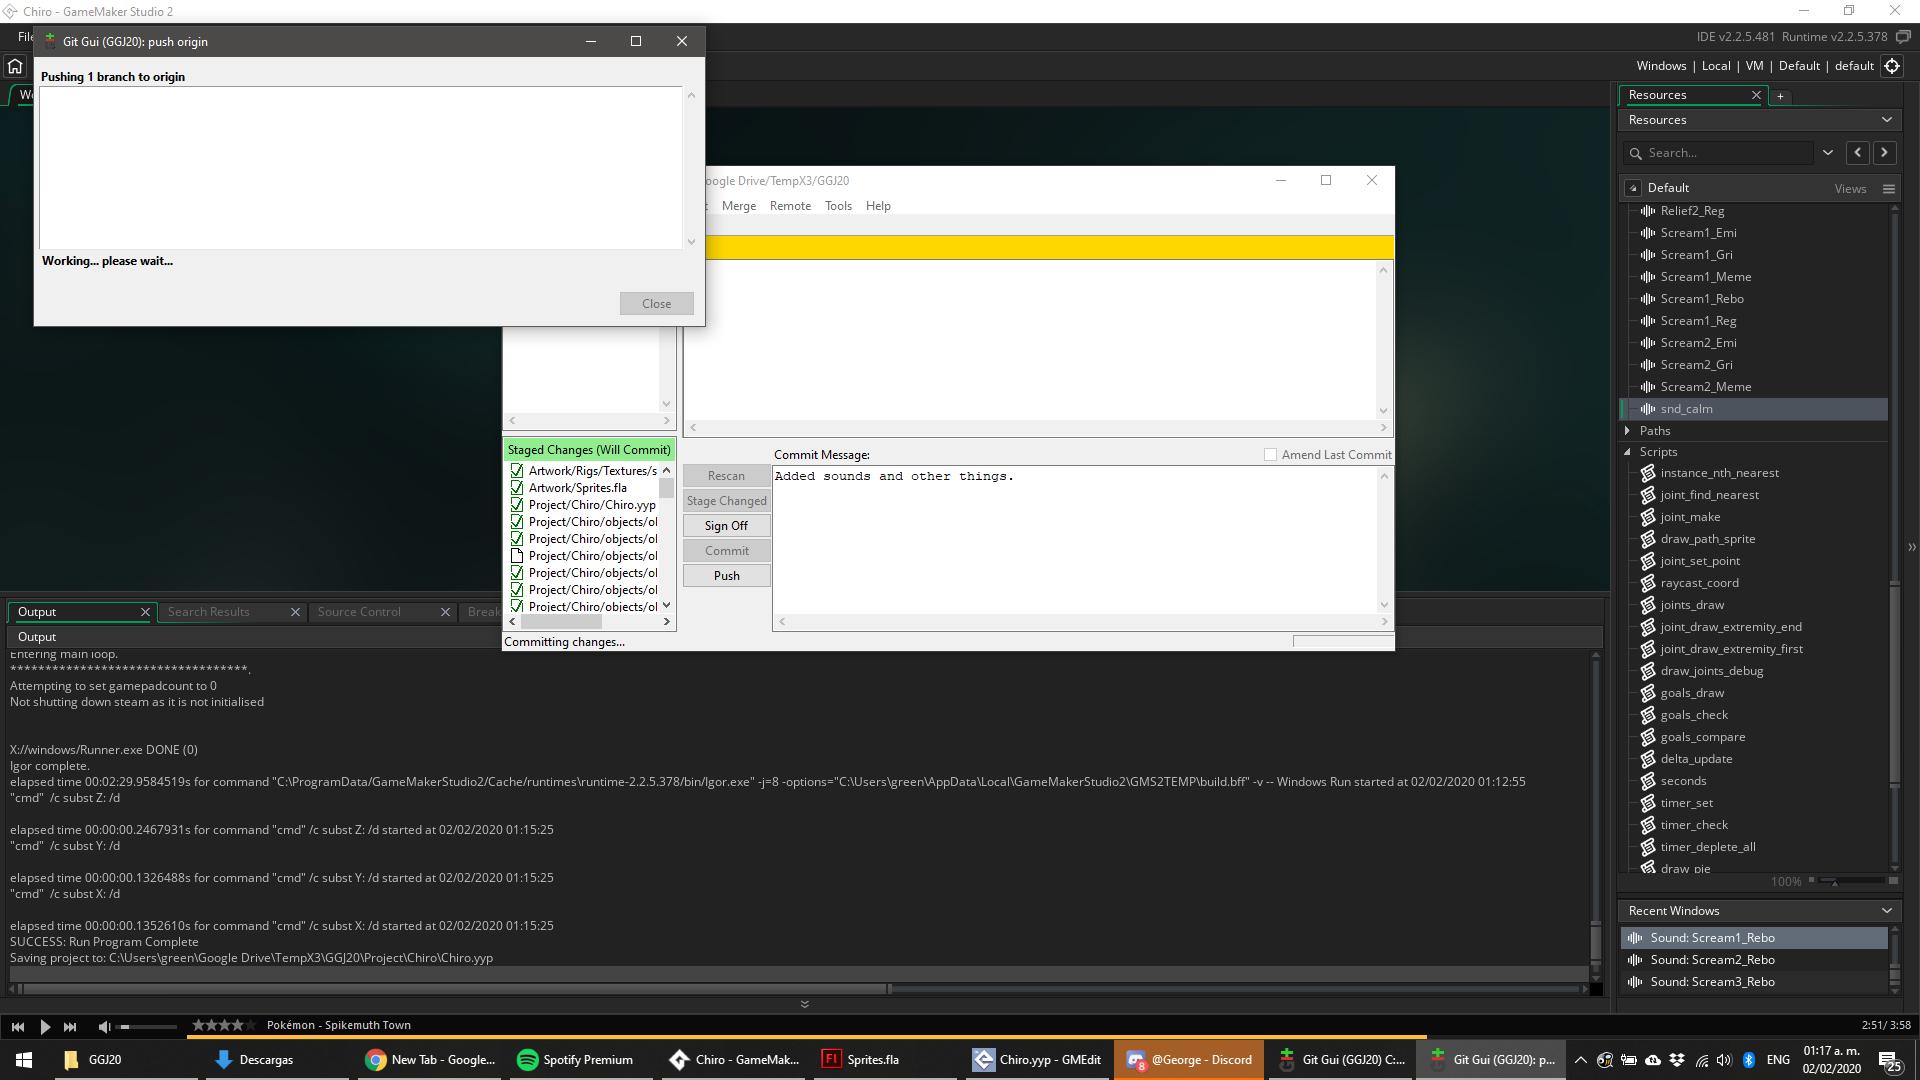 Chiro - GameMaker Studio 2
File
IDE v2.2.5.481 Runtime v2.2.5.378
Git Gui (GGJ20): push origin
Pushing 1 branch to origin
Working... please wait...
Close
Windows | Local | VM | Default | default
oogle Drive/TempX3/GGJ20
Merge Remote Tools Help
Staged Changes (Will Commit)
Artwork/Rigs/Textures/s
Artwork/Sprites.fla
Project/Chiro/Chiro.yyp
Project/Chiro/objects/ol
Project/Chiro/objects/ol
Project/Chiro/objects/ol
Project/Chiro/objects/ol
Project/Chiro/objects/ol
Project/Chiro/objects/ol
Committing changes...
Rescan
Stage Changed
Sign Off
Commit
Push
Commit Message:
Amend Last Commit
Added sounds and other things.
Resources
Resources
Search...
Default
Views
Relief2_Reg
Scream1_Emi
Scream1_Gri
Scream1_Meme
Scream1_Rebo
Scream1_Reg
Scream2_Emi
Scream2_Gri
Scream2_Meme
snd_calm
Paths
Scripts
instance_nth_nearest
joint_find_nearest
joint_make
draw_path_sprite
joint_set_point
raycast_coord
joints_draw
joint_draw_extremity_end
joint_draw_extremity_first
draw_joints_debug
goals_draw
goals_check
goals_compare
delta_update
seconds
timer_set
timer_check
timer_deplete_all
draw_pie
100%
Recent Windows
Sound: Scream1_Rebo
Sound: Scream2_Rebo
Sound: Scream3_Rebo
Output
Search Results
Source Control
Break
Output
Entering main loop.
**********************************.
Attempting to set gamepadcount to 0
Not shutting down steam as it is not initialised
X://windows/Runner.exe DONE (0)
Igor complete.
elapsed time 00:02:29.9584519s for command "C:\ProgramData/GameMakerStudio2/Cache/runtimes\runtime-2.2.5.378/bin/Igor.exe" -j=8 -options="C:\Users\green\AppData\Local\GameMakerStudio2\GMS2TEMP\build.bff" -v -- Windows Run started at 02/02/2020 01:12:55
"cmd" /c subst Z: /d
elapsed time 00:00:00.2467931s for command "cmd" /c subst Z: /d started at 02/02/2020 01:15:25
"cmd" /c subst Y: /d
elapsed time 00:00:00.1326488s for command "cmd" /c subst Y: /d started at 02/02/2020 01:15:25
"cmd" /c subst X: /d
elapsed time 00:00:00.1352610s for command "cmd" /c subst X: /d started at 02/02/2020 01:15:25
SUCCESS: Run Program Complete
Saving project to: C:\Users\green\Google Drive\TempX3\GGJ20\Project\Chiro\Chiro.yyp
Pokémon - Spikemuth Town
2:51/ 3:58
GGJ20
Descargas
New Tab - Google...
Spotify Premium
Chiro - GameMak...
Sprites.fla
Chiro.yyp - GMEdit
@George - Discord
Git Gui (GGJ20) C:...
Git Gui (GGJ20): p...
ENG
01:17 a. m.
02/02/2020
25